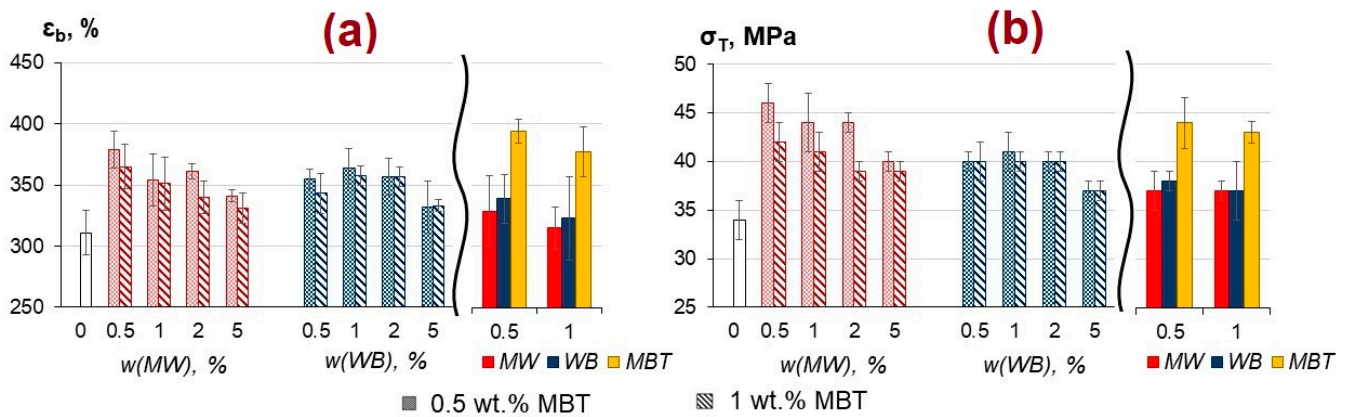 εb, %
(a)
450
400
350
300
250
0
0.5
1
2
5
0.5
1
2
5
0.5
1
w(MW), %
w(WB), %
MW
WB
MBT
σT, MPa
(b)
50
45
40
35
30
25
0
0.5
1
2
5
0.5
1
2
5
0.5
1
w(MW), %
w(WB), %
MW
WB
MBT
0.5 wt.% MBT
1 wt.% MBT